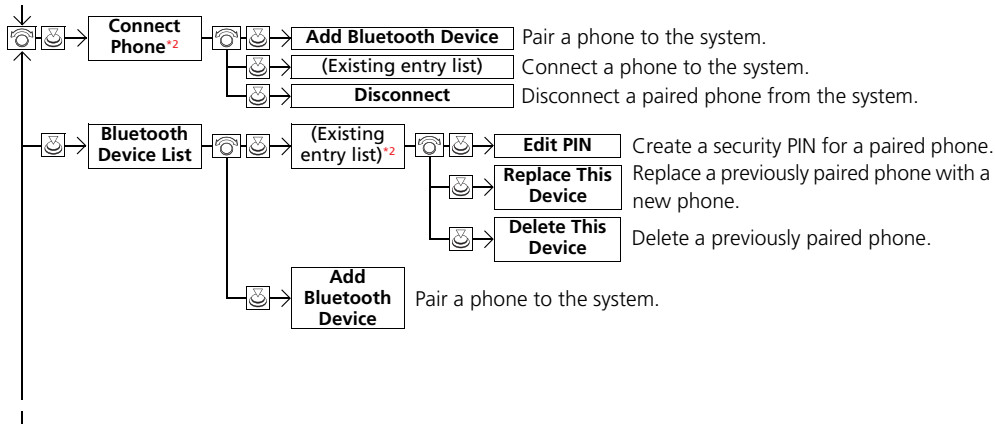 Connect
Phone*2
Add Bluetooth Device
Pair a phone to the system.
(Existing entry list)
Connect a phone to the system.
Disconnect
Disconnect a paired phone from the system.
Bluetooth
Device List
(Existing
entry list)*2
Edit PIN
Create a security PIN for a paired phone.
Replace This
Device
Replace a previously paired phone with a
new phone.
Delete This
Device
Delete a previously paired phone.
Add
Bluetooth
Device
Pair a phone to the system.